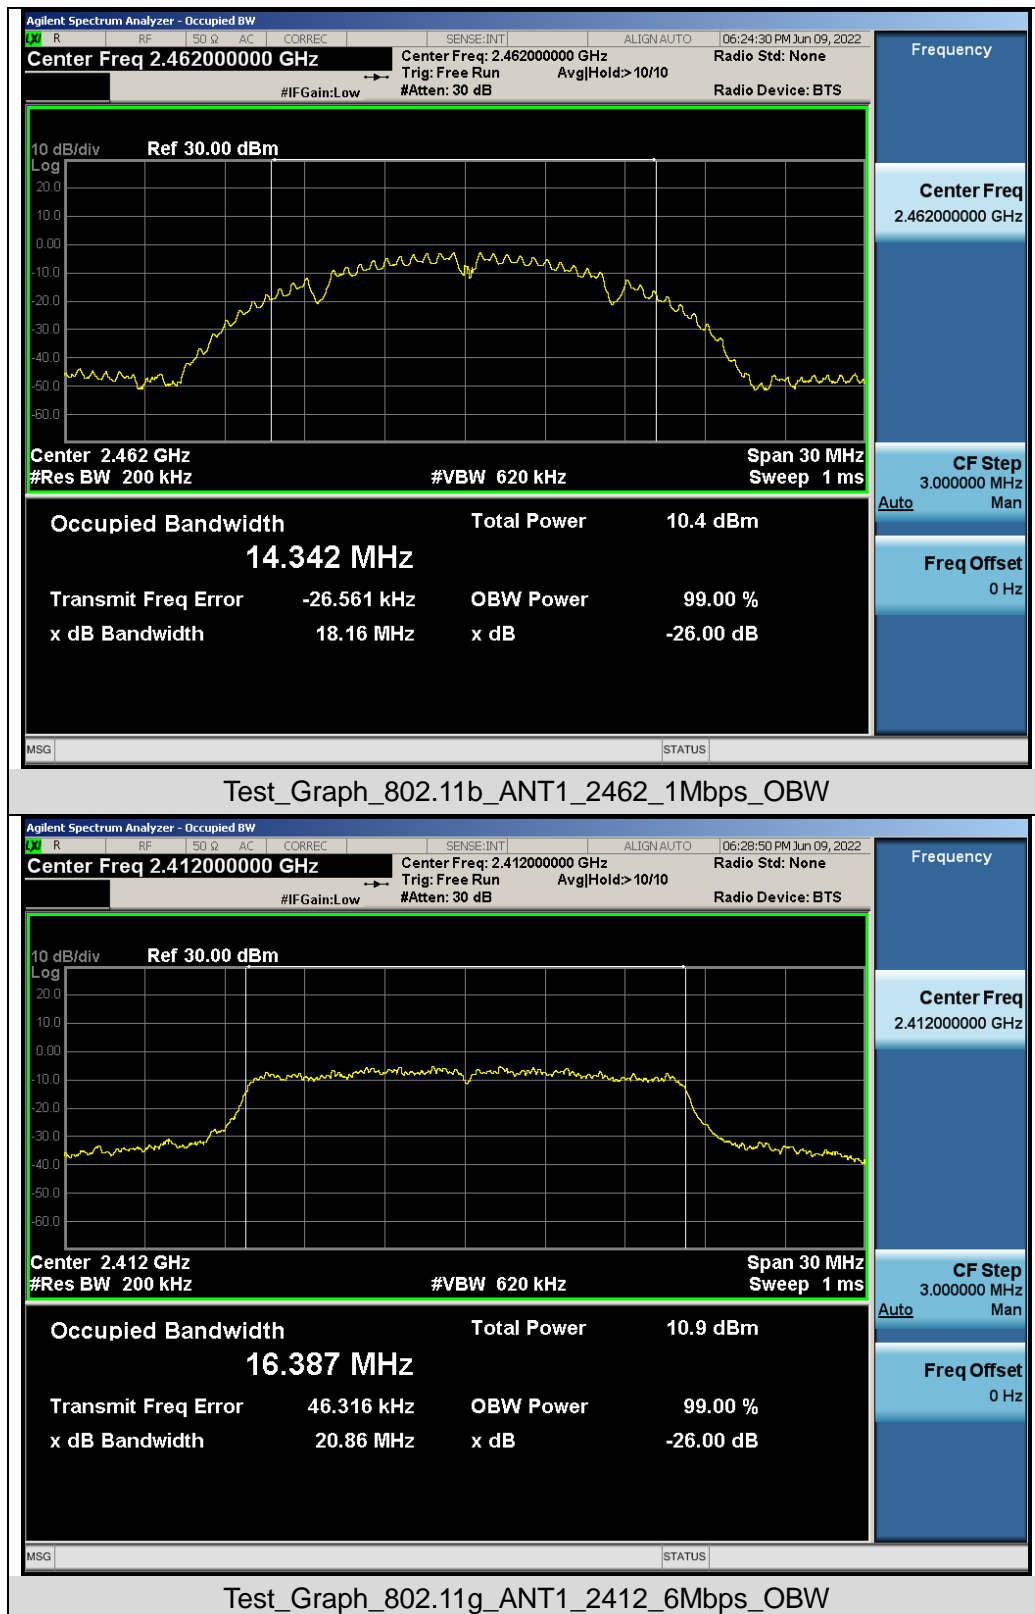 Agilent Spectrum Analyzer - Occupied BW
LXI R RF 50 Ω AC CORREC SENSE:INT ALIGN AUTO 06:24:30 PM Jun 09, 2022
Center Freq 2.462000000 GHz Center Freq: 2.462000000 GHz Radio Std: None
Trig: Free Run Avg|Hold:> 10/10
#IFGain:Low #Atten: 30 dB Radio Device: BTS
Frequency
10 dB/div Ref 30.00 dBm
Log
20.0
10.0
0.00
-10.0
-20.0
-30.0
-40.0
-50.0
-60.0
Center 2.462 GHz Span 30 MHz
#Res BW 200 kHz #VBW 620 kHz Sweep 1 ms
Center Freq
2.462000000 GHz
CF Step
3.000000 MHz
Auto Man
Freq Offset
0 Hz
Occupied Bandwidth Total Power 10.4 dBm
14.342 MHz
Transmit Freq Error -26.561 kHz OBW Power 99.00 %
x dB Bandwidth 18.16 MHz x dB -26.00 dB
MSG STATUS
Test_Graph_802.11b_ANT1_2462_1Mbps_OBW
Agilent Spectrum Analyzer - Occupied BW
LXI R RF 50 Ω AC CORREC SENSE:INT ALIGN AUTO 06:28:50 PM Jun 09, 2022
Center Freq 2.412000000 GHz Center Freq: 2.412000000 GHz Radio Std: None
Trig: Free Run Avg|Hold:> 10/10
#IFGain:Low #Atten: 30 dB Radio Device: BTS
Frequency
10 dB/div Ref 30.00 dBm
Log
20.0
10.0
0.00
-10.0
-20.0
-30.0
-40.0
-50.0
-60.0
Center 2.412 GHz Span 30 MHz
#Res BW 200 kHz #VBW 620 kHz Sweep 1 ms
Center Freq
2.412000000 GHz
CF Step
3.000000 MHz
Auto Man
Freq Offset
0 Hz
Occupied Bandwidth Total Power 10.9 dBm
16.387 MHz
Transmit Freq Error 46.316 kHz OBW Power 99.00 %
x dB Bandwidth 20.86 MHz x dB -26.00 dB
MSG STATUS
Test_Graph_802.11g_ANT1_2412_6Mbps_OBW